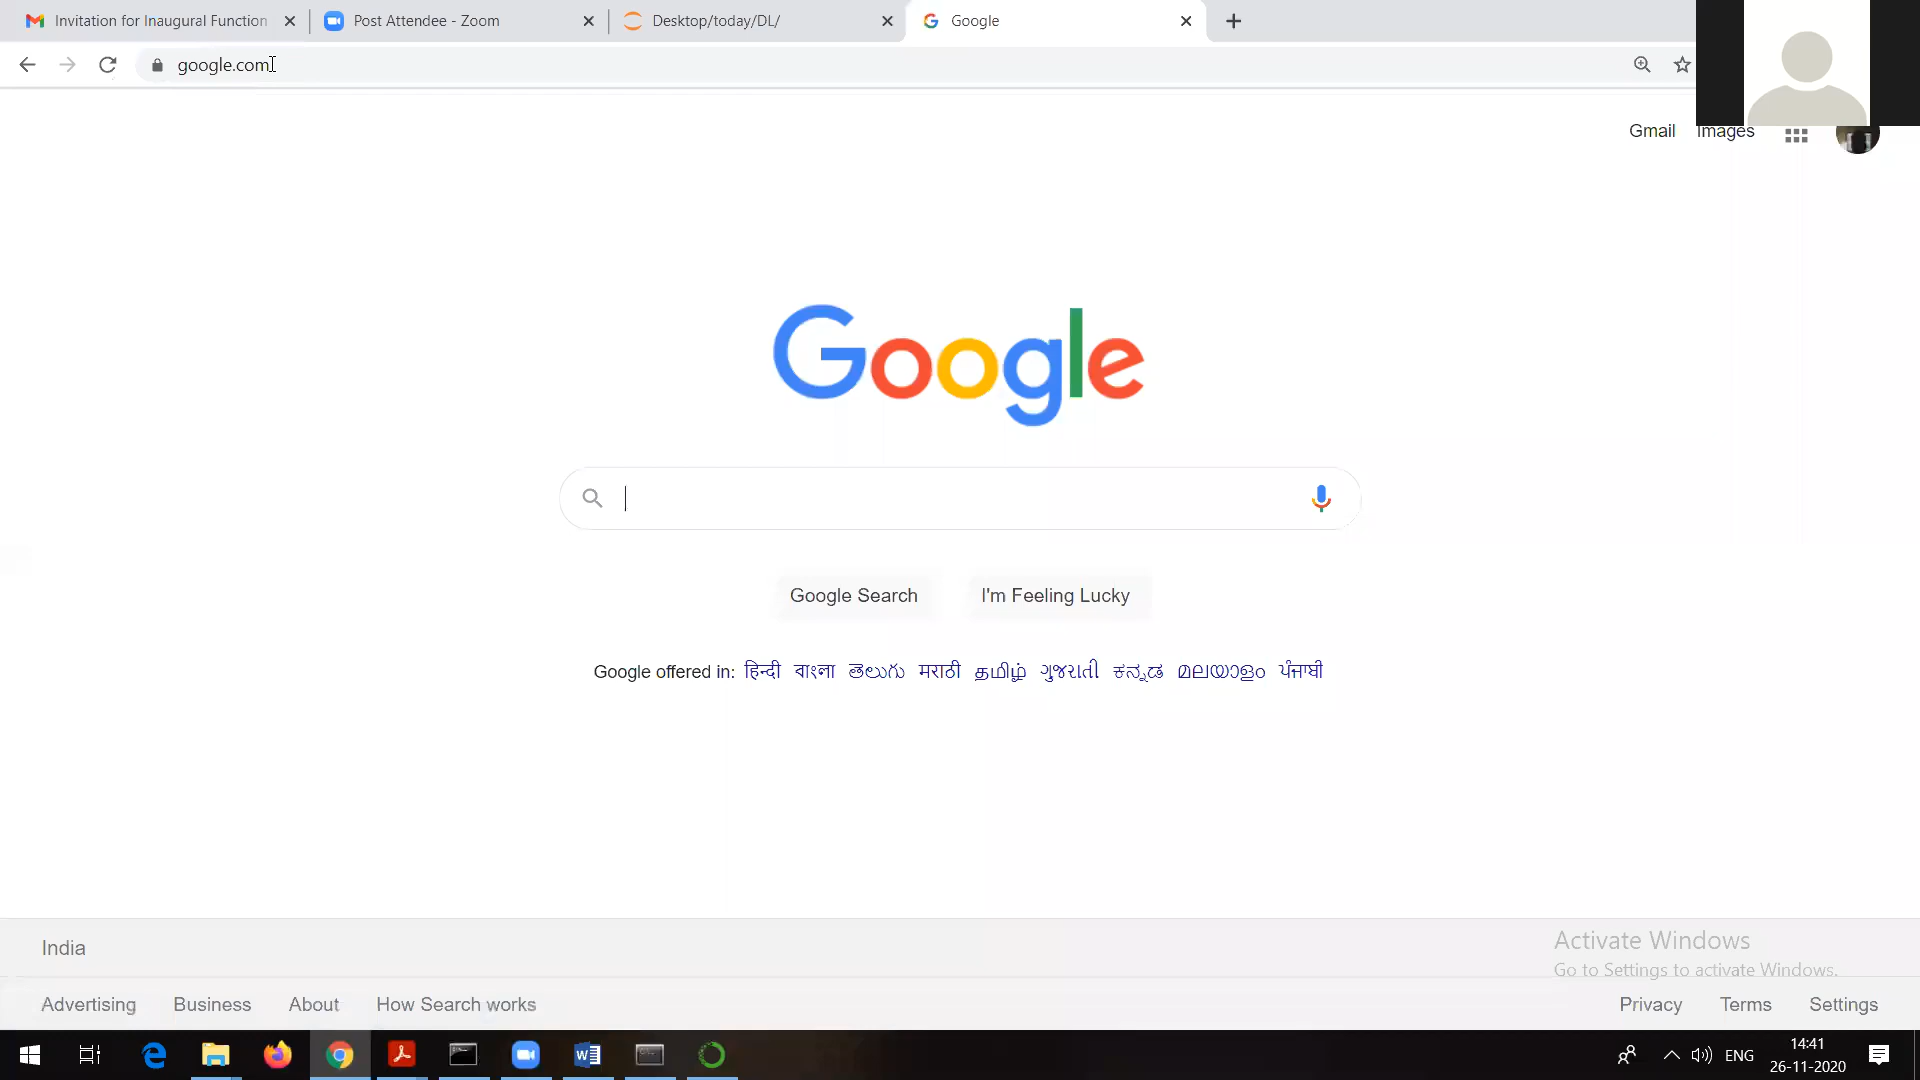 Invitation for Inaugural Function
Post Attendee - Zoom
Desktop/today/DL/
Google
google.com
Gmail Images
Google
Google Search I'm Feeling Lucky
Google offered in: हिन्दी বাংলা తెలుగు मराठी தமிழ் ગુજરાતી ಕನ್ನಡ മലയാളം ਪੰਜਾਬੀ
India
Activate Windows
Go to Settings to activate Windows.
Advertising Business About How Search works Privacy Terms Settings
ENG 14:41
26-11-2020